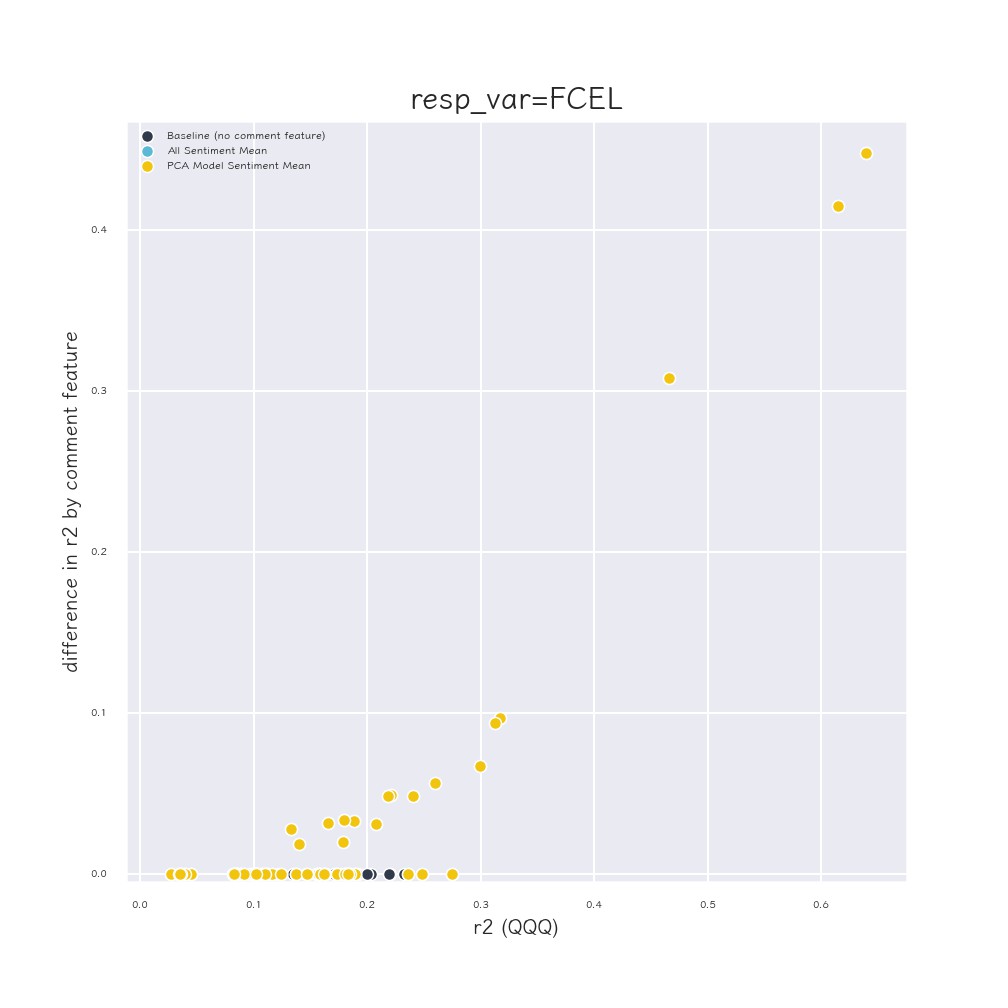 resp_var=FCEL
Baseline (no comment feature)
All Sentiment Mean
PCA Model Sentiment Mean
difference in r2 by comment feature
0.4
0.3
0.2
0.1
0.0
0.0 0.1 0.2 0.3 0.4 0.5 0.6
r2 (QQQ)